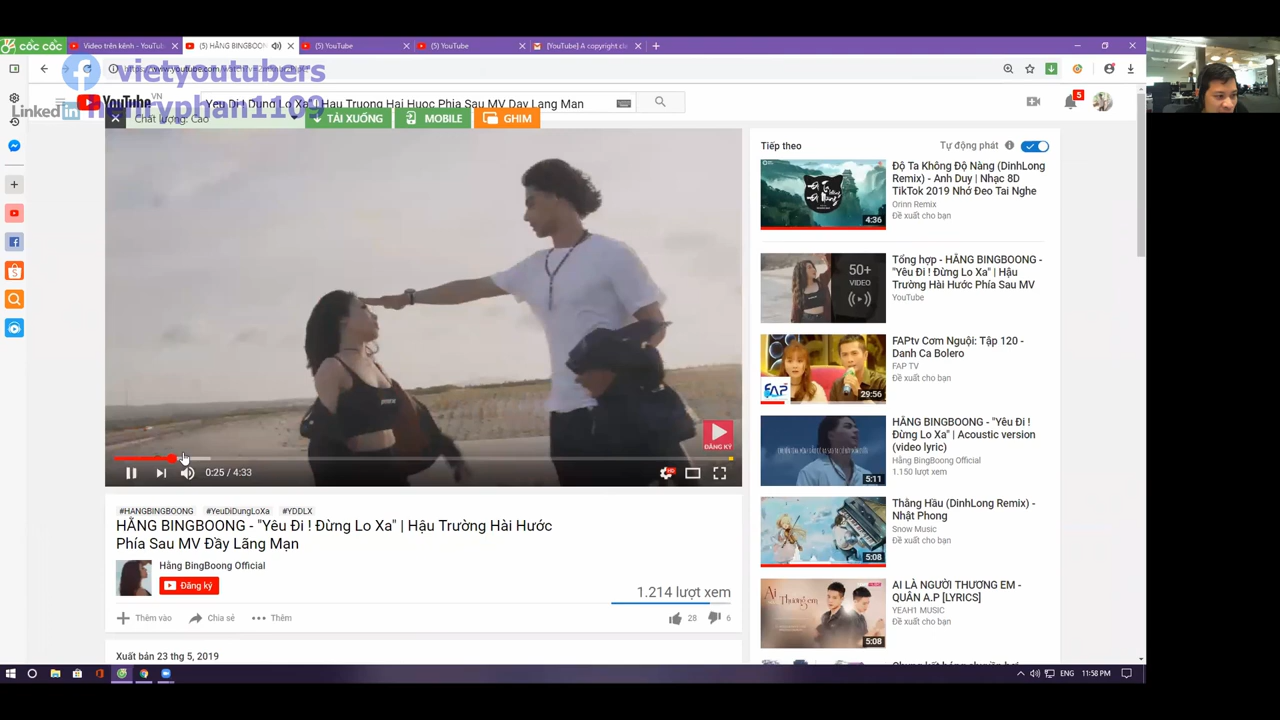 cốc cốc
Video trên kênh - YouTu
(5) HẰNG BINGBOON
(5) YouTube
(5) YouTube
[YouTube] A copyright cla
vietyoutubers
Linkedin henryphan1109
YouTube VN
Yêu Đi ! Đừng Lo Xa" | Hậu Trường Hài Hước Phía Sau MV Đầy Lãng Mạn
5
Chất lượng: Cao
TẢI XUỐNG
MOBILE
GHIM
ĐĂNG KÝ
0:25 / 4:33
#HANGBINGBOONG #YeuDiDungLoXa #YDDLX
HẰNG BINGBOONG - "Yêu Đi ! Đừng Lo Xa" | Hậu Trường Hài Hước
Phía Sau MV Đầy Lãng Mạn
Hằng BingBoong Official
Đăng ký
1.214 lượt xem
Thêm vào
Chia sẻ
Thêm
28
6
Xuất bản 23 thg 5, 2019
Tiếp theo
Tự động phát
4:36
Độ Ta Không Độ Nàng (DinhLong
Remix) - Anh Duy | Nhạc 8D
TikTok 2019 Nhớ Đeo Tai Nghe
Orinn Remix
Đề xuất cho bạn
50+
VIDEO
Tổng hợp - HẰNG BINGBOONG -
"Yêu Đi ! Đừng Lo Xa" | Hậu
Trường Hài Hước Phía Sau MV
YouTube
FAP
29:56
FAPtv Cơm Nguội: Tập 120 -
Danh Ca Bolero
FAP TV
Đề xuất cho bạn
5:11
HẰNG BINGBOONG - "Yêu Đi !
Đừng Lo Xa" | Acoustic version
(video lyric)
Hằng BingBoong Official
1.150 lượt xem
5:08
Thằng Hầu (DinhLong Remix) -
Nhật Phong
Snow Music
Đề xuất cho bạn
Ai
Thương em
5:08
AI LÀ NGƯỜI THƯƠNG EM -
QUÂN A.P [LYRICS]
YEAH1 MUSIC
Đề xuất cho bạn
ENG
11:58 PM